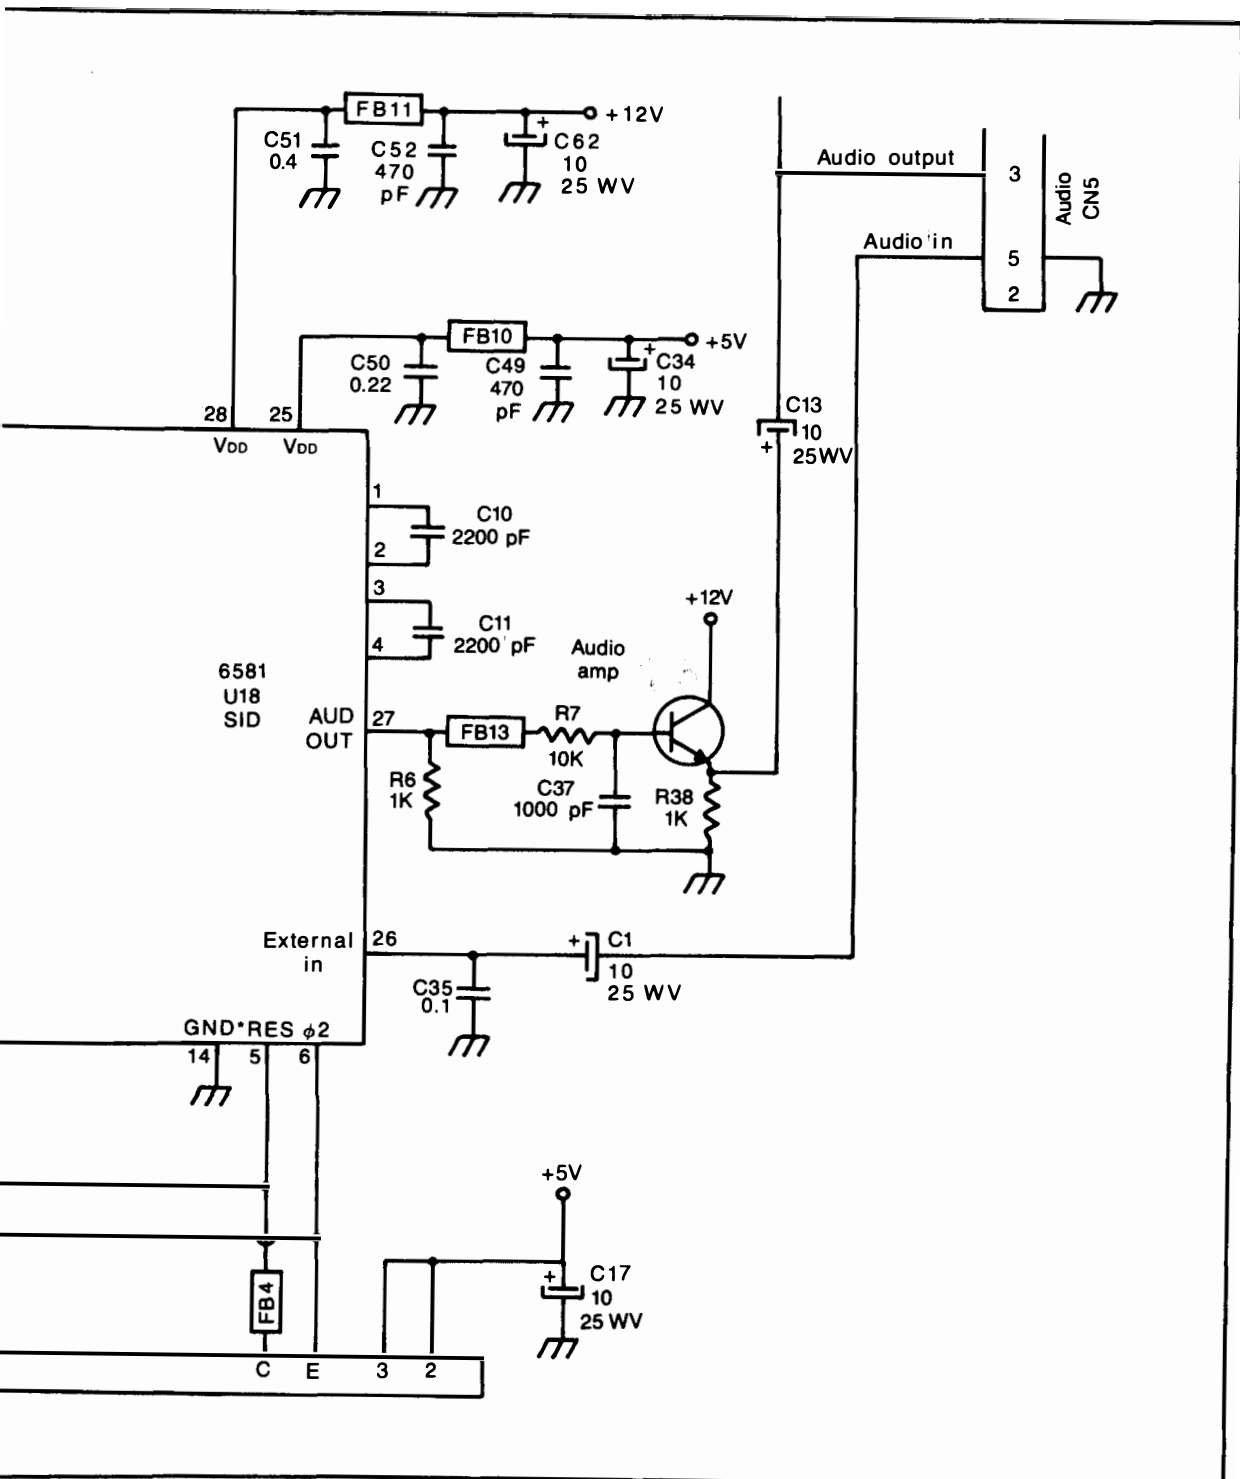 FB11
+12V
C51
0.4
C52
470
pF
+
C62
10
25 WV
Audio output
3
Audio
CN5
Audio in
5
2
FB10
+5V
C50
0.22
C49
470
pF
+
C34
10
25 WV
C13
10
+
25WV
28
25
VDD
VDD
1
C10
2200 pF
2
3
C11
2200 pF
4
+12V
Audio
amp
6581
U18
SID
AUD
OUT
27
FB13
R7
10K
R6
1K
C37
1000 pF
R38
1K
External
in
26
+
C1
10
25 WV
C35
0.1
GND*RES ϕ2
14
5
6
+5V
+
C17
10
25 WV
FB4
C
E
3
2